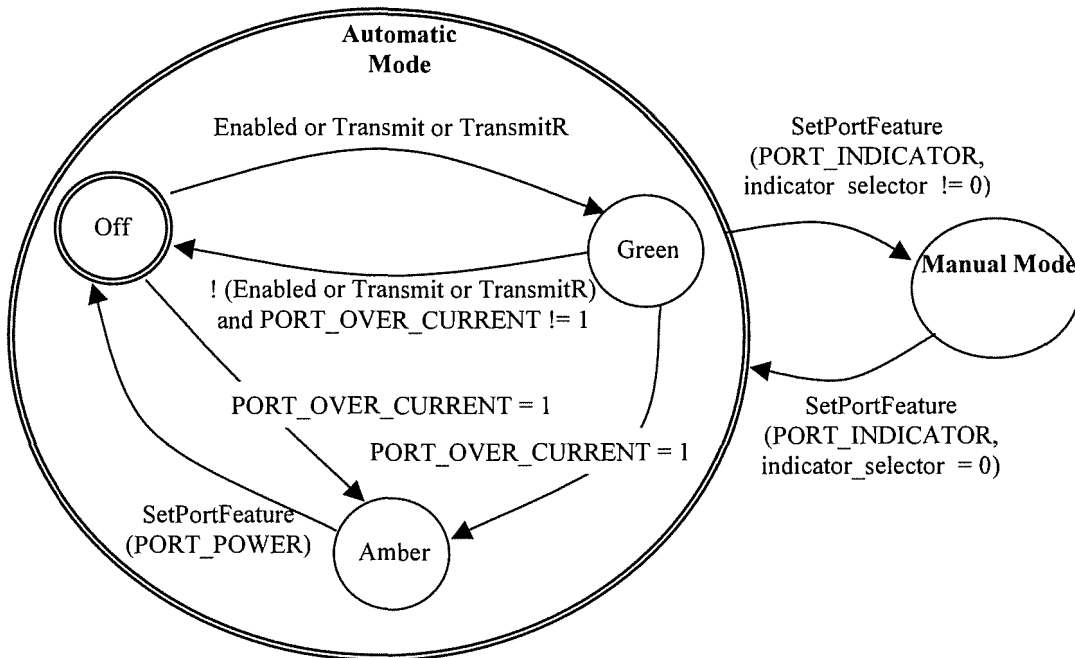 Automatic
Mode
Enabled or Transmit or TransmitR
SetPortFeature
(PORT_INDICATOR,
indicator_selector != 0)
Off
Green
Manual Mode
! (Enabled or Transmit or TransmitR)
and PORT_OVER_CURRENT != 1
PORT_OVER_CURRENT = 1
SetPortFeature
(PORT_INDICATOR,
indicator_selector = 0)
PORT_OVER_CURRENT = 1
SetPortFeature
(PORT_POWER)
Amber